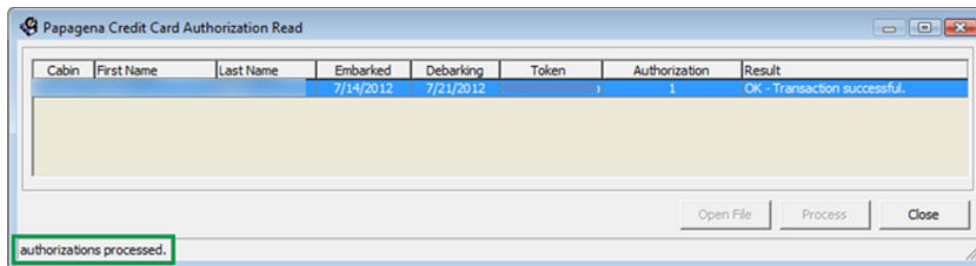 Papagena Credit Card Authorization Read
Cabin First Name Last Name Embarked Debarking Token Authorization Result
7/14/2012 7/21/2012 1 OK - Transaction successful.
Open File Process Close
authorizations processed.